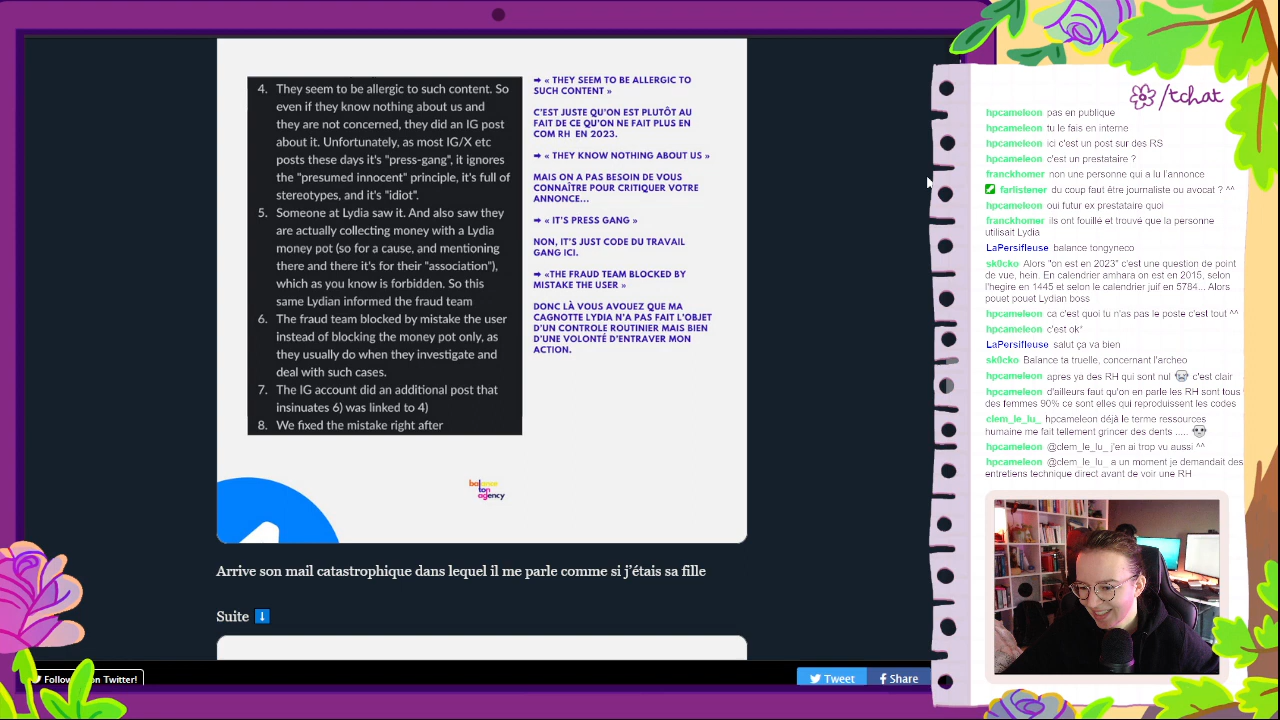 4. They seem to be allergic to such content. So
even if they know nothing about us and
they are not concerned, they did an IG post
about it. Unfortunately, as most IG/X etc
posts these days it's "press-gang", it ignores
the "presumed innocent" principle, it's full of
stereotypes, and it's "idiot".
5. Someone at Lydia saw it. And also saw they
are actually collecting money with a Lydia
money pot (so for a cause, and mentioning
there and there it's for their "association"),
which as you know is forbidden. So this
same Lydian informed the fraud team
6. The fraud team blocked by mistake the user
instead of blocking the money pot only, as
they usually do when they investigate and
deal with such cases.
7. The IG account did an additional post that
insinuates 6) was linked to 4)
8. We fixed the mistake right after
➡ « THEY SEEM TO BE ALLERGIC TO
SUCH CONTENT »
C'EST JUSTE QU'ON EST PLUTÔT AU
FAIT DE CE QU'ON NE FAIT PLUS EN
COM RH EN 2023.
➡ « THEY KNOW NOTHING ABOUT US »
MAIS ON A PAS BESOIN DE VOUS
CONNAÎTRE POUR CRITIQUER VOTRE
ANNONCE...
➡ « IT'S PRESS GANG »
NON, IT'S JUST CODE DU TRAVAIL
GANG ICI.
➡ «THE FRAUD TEAM BLOCKED BY
MISTAKE THE USER »
DONC LÀ VOUS AVOUEZ QUE MA
CAGNOTTE LYDIA N'A PAS FAIT L'OBJET
D'UN CONTROLE ROUTINIER MAIS BIEN
D'UNE VOLONTÉ D'ENTRAVER MON
ACTION.
balance
ton
agency
Arrive son mail catastrophique dans lequel il me parle comme si j'étais sa fille
Suite ⬇
Follow on Twitter!
Tweet
Share
/tchat
hpcameleon pas en publique
hpcameleon tu le fais en interne
hpcameleon ici c'est un post sur des RS
hpcameleon c'est un prestataire ?
franckhomer non une personne qui a lu l'annonce
farlistener du coup faut être journaliste ou avocat ? ^^
hpcameleon oui futur ex prestataire quoi
franckhomer ils ont fouillé et trouvé que la personne
utilisait Lydia
LaPersifleuse balance tongyneco
sk0cko Alors "on est en 2023" c'est une question de point
de vue, hein. En calendrier amhara on est en 2015, selon
l'hegire en 1445 et selon le calendrier juif en 5784... Alors
pouet pouet Lydian boss
hpcameleon ca c'est quoi tu n'as pas le poste c'est tout ^^
hpcameleon c'est ok*
LaPersifleuse salut ça va bien
sk0cko Balance ta truelle, concernant l'archeo
hpcameleon apres ya des RH qui sont nul c'est clair
hpcameleon d'ailleurs en parle les RH sont tous
des femmes 90% ce sont elles qui reproduissent les codes
clem_le_lu_ hpcameleon déjà le terme ressources
humaine me fait tellement grincer des dents .....
hpcameleon @clem_le_lu_ j'en ai trop vu aussi ^^
hpcameleon @clem_le_lu_ a un moment je demandait des
entretiens technique direct avant de voir une RH